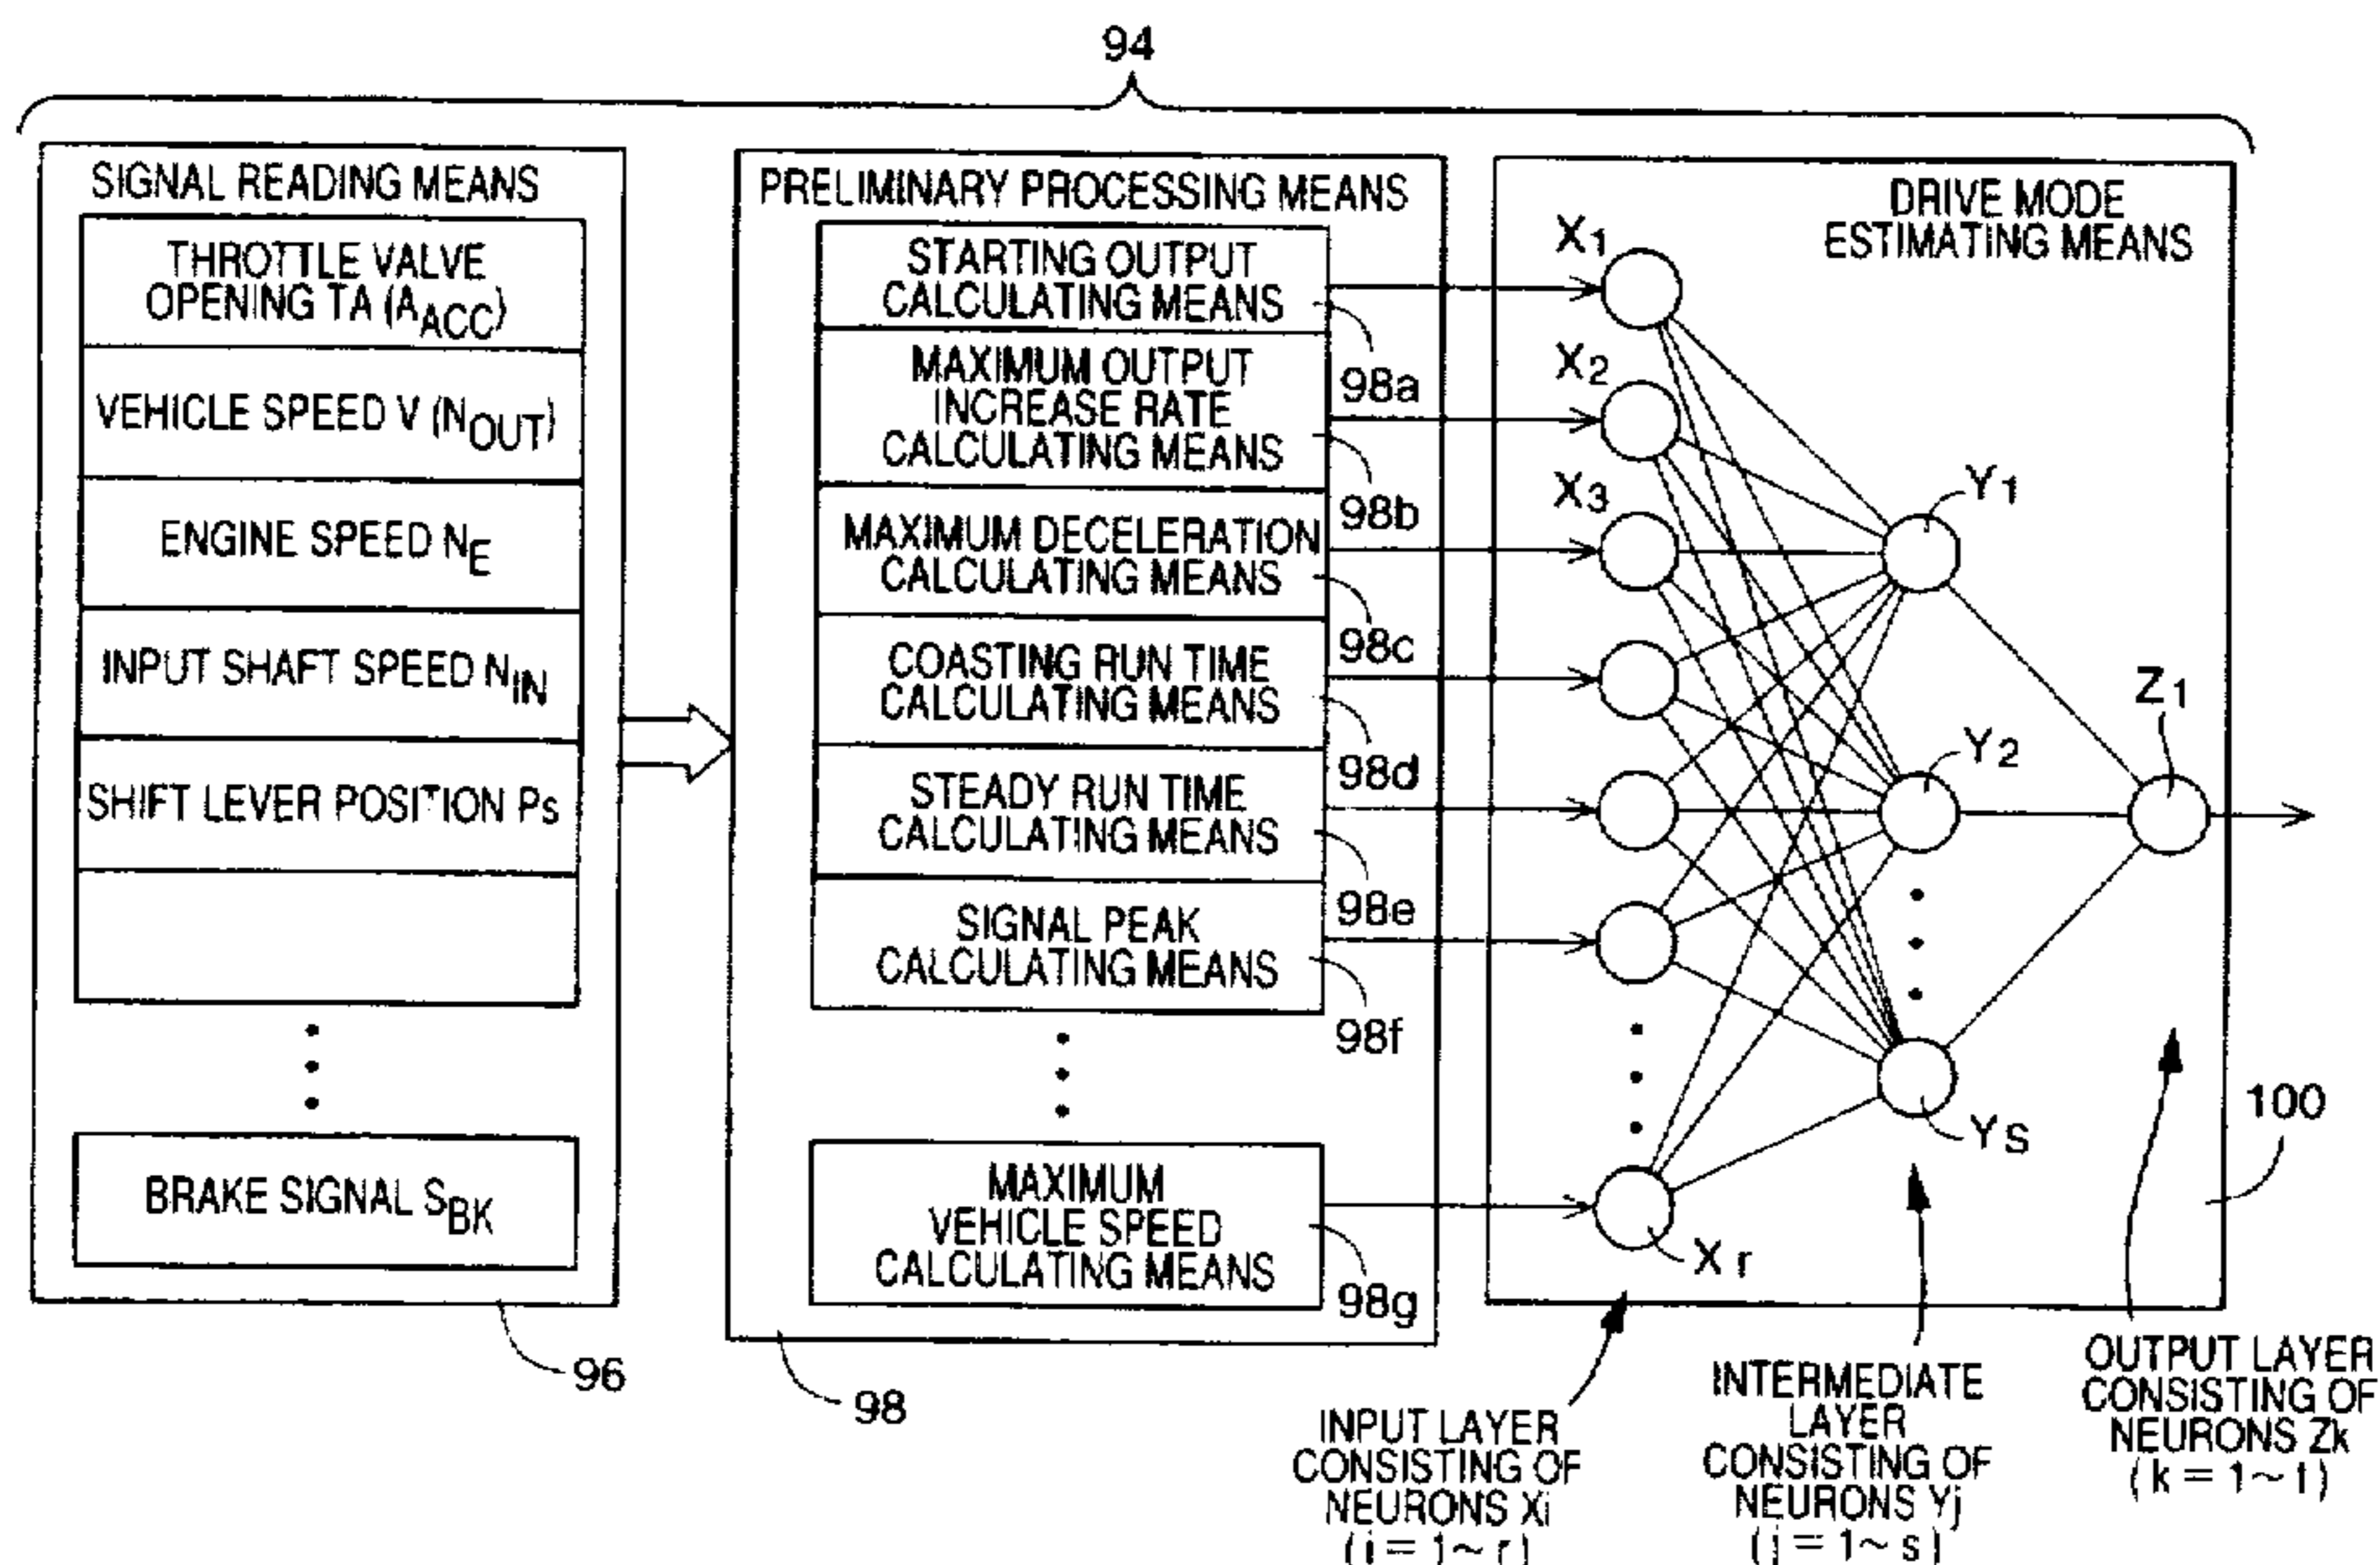 94
SIGNAL READING MEANS
THROTTLE VALVE
OPENING TA (AACC)
VEHICLE SPEED V (NOUT)
ENGINE SPEED NE
INPUT SHAFT SPEED NIN
SHIFT LEVER POSITION Ps
BRAKE SIGNAL SBK
96
PRELIMINARY PROCESSING MEANS
STARTING OUTPUT
CALCULATING MEANS
98a
MAXIMUM OUTPUT
INCREASE RATE
CALCULATING MEANS
98b
MAXIMUM DECELERATION
CALCULATING MEANS
98c
COASTING RUN TIME
CALCULATING MEANS
98d
STEADY RUN TIME
CALCULATING MEANS
98e
SIGNAL PEAK
CALCULATING MEANS
98f
MAXIMUM
VEHICLE SPEED
CALCULATING MEANS
98g
98
DRIVE MODE
ESTIMATING MEANS
X1
X2
X3
Xr
Y1
Y2
YS
Z1
100
INPUT LAYER
CONSISTING OF
NEURONS Xi
(i = 1~ r)
INTERMEDIATE
LAYER
CONSISTING OF
NEURONS Yj
(j = 1~ s)
OUTPUT LAYER
CONSISTING OF
NEURONS Zk
(k = 1~t)